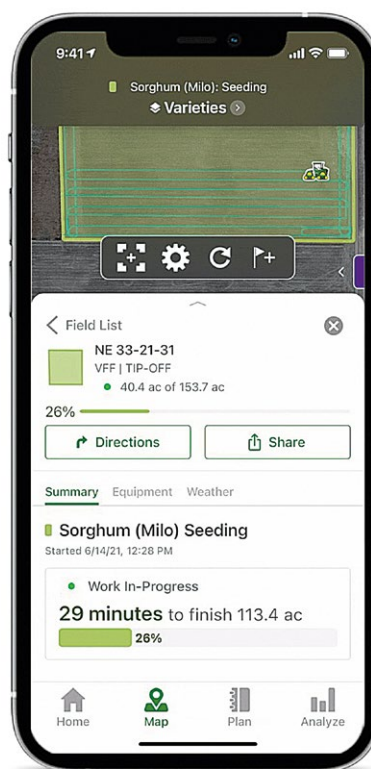 9:41
Sorghum (Milo): Seeding
Varieties
Field List
NE 33-21-31
VFF | TIP-OFF
40.4 ac of 153.7 ac
26%
Directions
Share
Summary Equipment Weather
Sorghum (Milo) Seeding
Started 6/14/21, 12:28 PM
Work In-Progress
29 minutes to finish 113.4 ac
26%
Home Map Plan Analyze